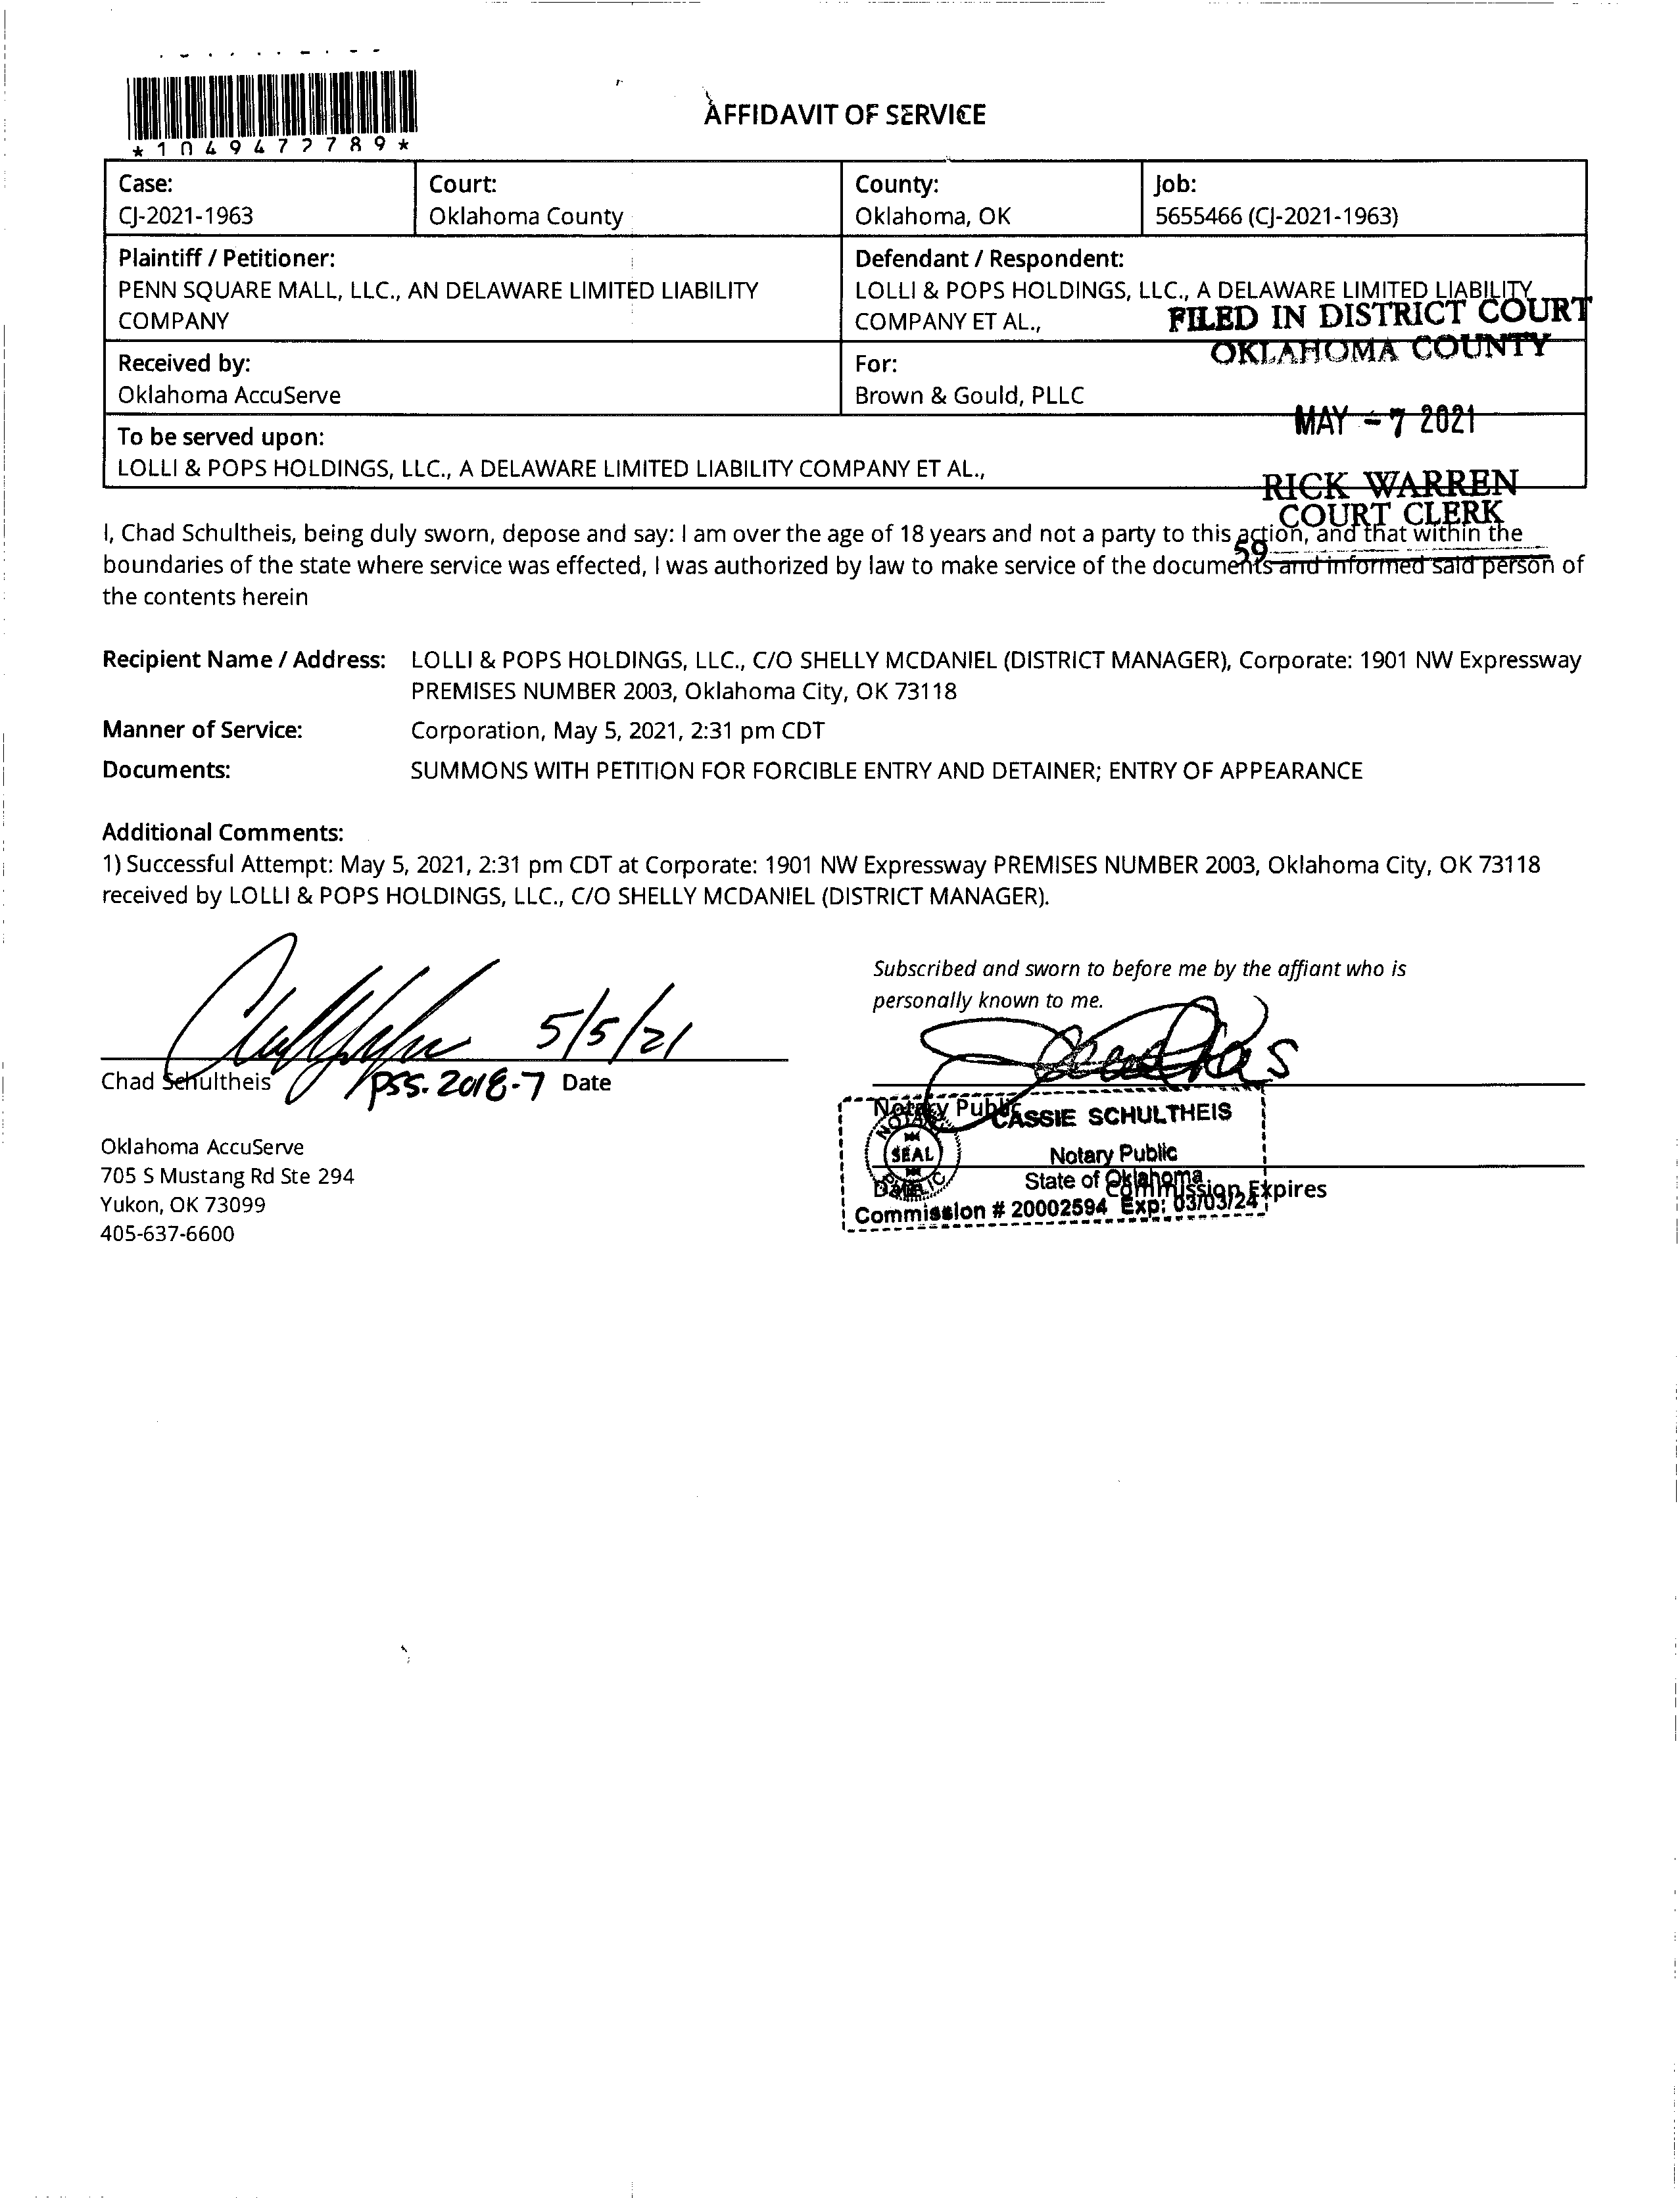 AFFIDAVIT OF SERVICE
*1049472789*
Case:
CJ-2021-1963
Court:
Oklahoma County
County:
Oklahoma, OK
Job:
5655466 (CJ-2021-1963)
Plaintiff / Petitioner:
PENN SQUARE MALL, LLC., AN DELAWARE LIMITED LIABILITY
COMPANY
Defendant / Respondent:
LOLLI & POPS HOLDINGS, LLC., A DELAWARE LIMITED LIABILITY
COMPANY ET AL.,
FILED IN DISTRICT COURT
OKLAHOMA COUNTY
Received by:
Oklahoma AccuServe
For:
Brown & Gould, PLLC
MAY - 7 2021
To be served upon:
LOLLI & POPS HOLDINGS, LLC., A DELAWARE LIMITED LIABILITY COMPANY ET AL.,
RICK WARREN
COURT CLERK
59
I, Chad Schultheis, being duly sworn, depose and say: I am over the age of 18 years and not a party to this action, and that within the
boundaries of the state where service was effected, I was authorized by law to make service of the documents and informed said person of
the contents herein
Recipient Name / Address: LOLLI & POPS HOLDINGS, LLC., C/O SHELLY MCDANIEL (DISTRICT MANAGER), Corporate: 1901 NW Expressway
PREMISES NUMBER 2003, Oklahoma City, OK 73118
Manner of Service: Corporation, May 5, 2021, 2:31 pm CDT
Documents: SUMMONS WITH PETITION FOR FORCIBLE ENTRY AND DETAINER; ENTRY OF APPEARANCE
Additional Comments:
1) Successful Attempt: May 5, 2021, 2:31 pm CDT at Corporate: 1901 NW Expressway PREMISES NUMBER 2003, Oklahoma City, OK 73118
received by LOLLI & POPS HOLDINGS, LLC., C/O SHELLY MCDANIEL (DISTRICT MANAGER).
5/5/21
Chad Schultheis
PSS. 2018-7 Date
Oklahoma AccuServe
705 S Mustang Rd Ste 294
Yukon, OK 73099
405-637-6600
Subscribed and sworn to before me by the affiant who is
personally known to me.
Notary Public
CASSIE SCHULTHEIS
NOTARY
SEAL
PUBLIC
Notary Public
State of Oklahoma
Commission # 20002594 Exp: 03/03/24
Date
Commission Expires